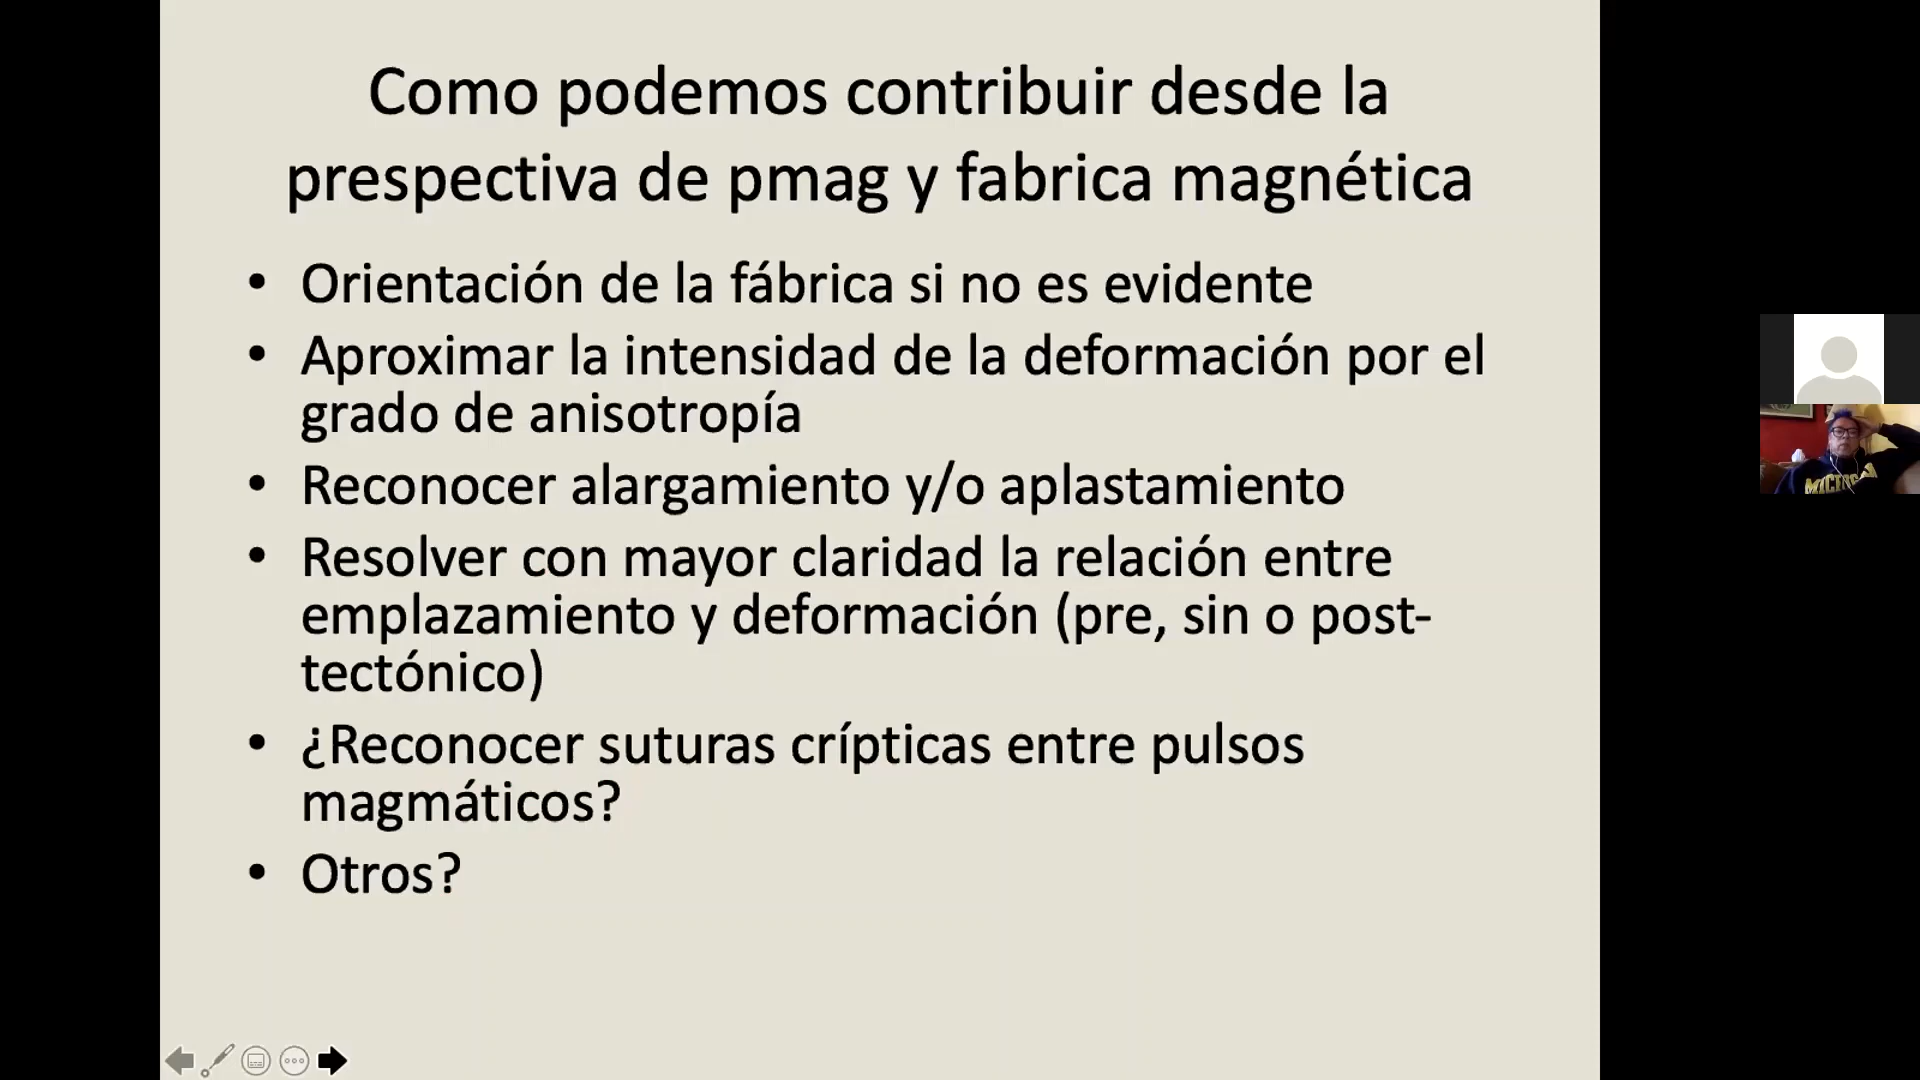 Como podemos contribuir desde la
prespectiva de pmag y fabrica magnética
• Orientación de la fábrica si no es evidente
• Aproximar la intensidad de la deformación por el
grado de anisotropía
• Reconocer alargamiento y/o aplastamiento
• Resolver con mayor claridad la relación entre
emplazamiento y deformación (pre, sin o post-
tectónico)
• ¿Reconocer suturas crípticas entre pulsos
magmáticos?
• Otros?